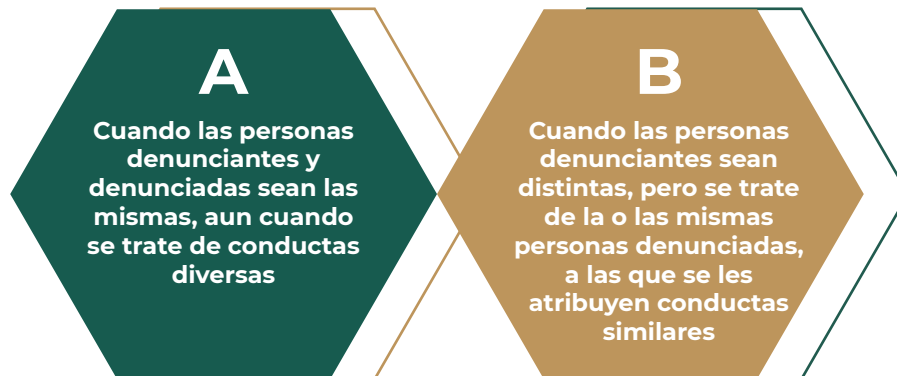 A
Cuando las personas
denunciantes y
denunciadas sean las
mismas, aun cuando
se trate de conductas
diversas
B
Cuando las personas
denunciantes sean
distintas, pero se trate
de la o las mismas
personas denunciadas,
a las que se les
atribuyen conductas
similares